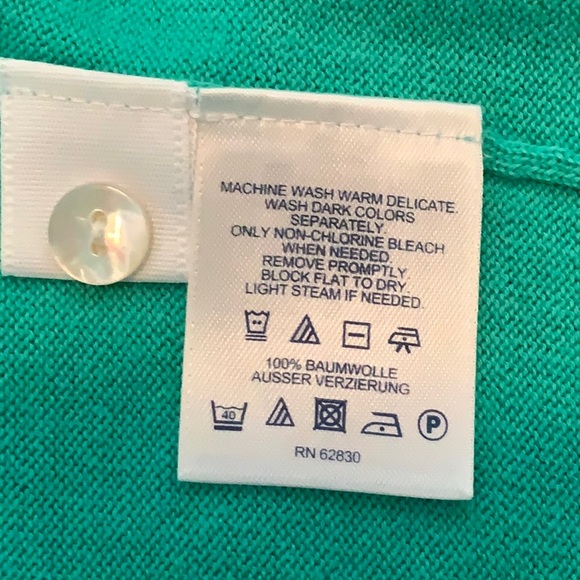 MACHINE WASH WARM DELICATE.
WASH DARK COLORS
SEPARATELY.
ONLY NON-CHLORINE BLEACH
WHEN NEEDED.
REMOVE PROMPTLY.
BLOCK FLAT TO DRY.
LIGHT STEAM IF NEEDED.
100% BAUMWOLLE
AUSSER VERZIERUNG
40 P
RN 62830